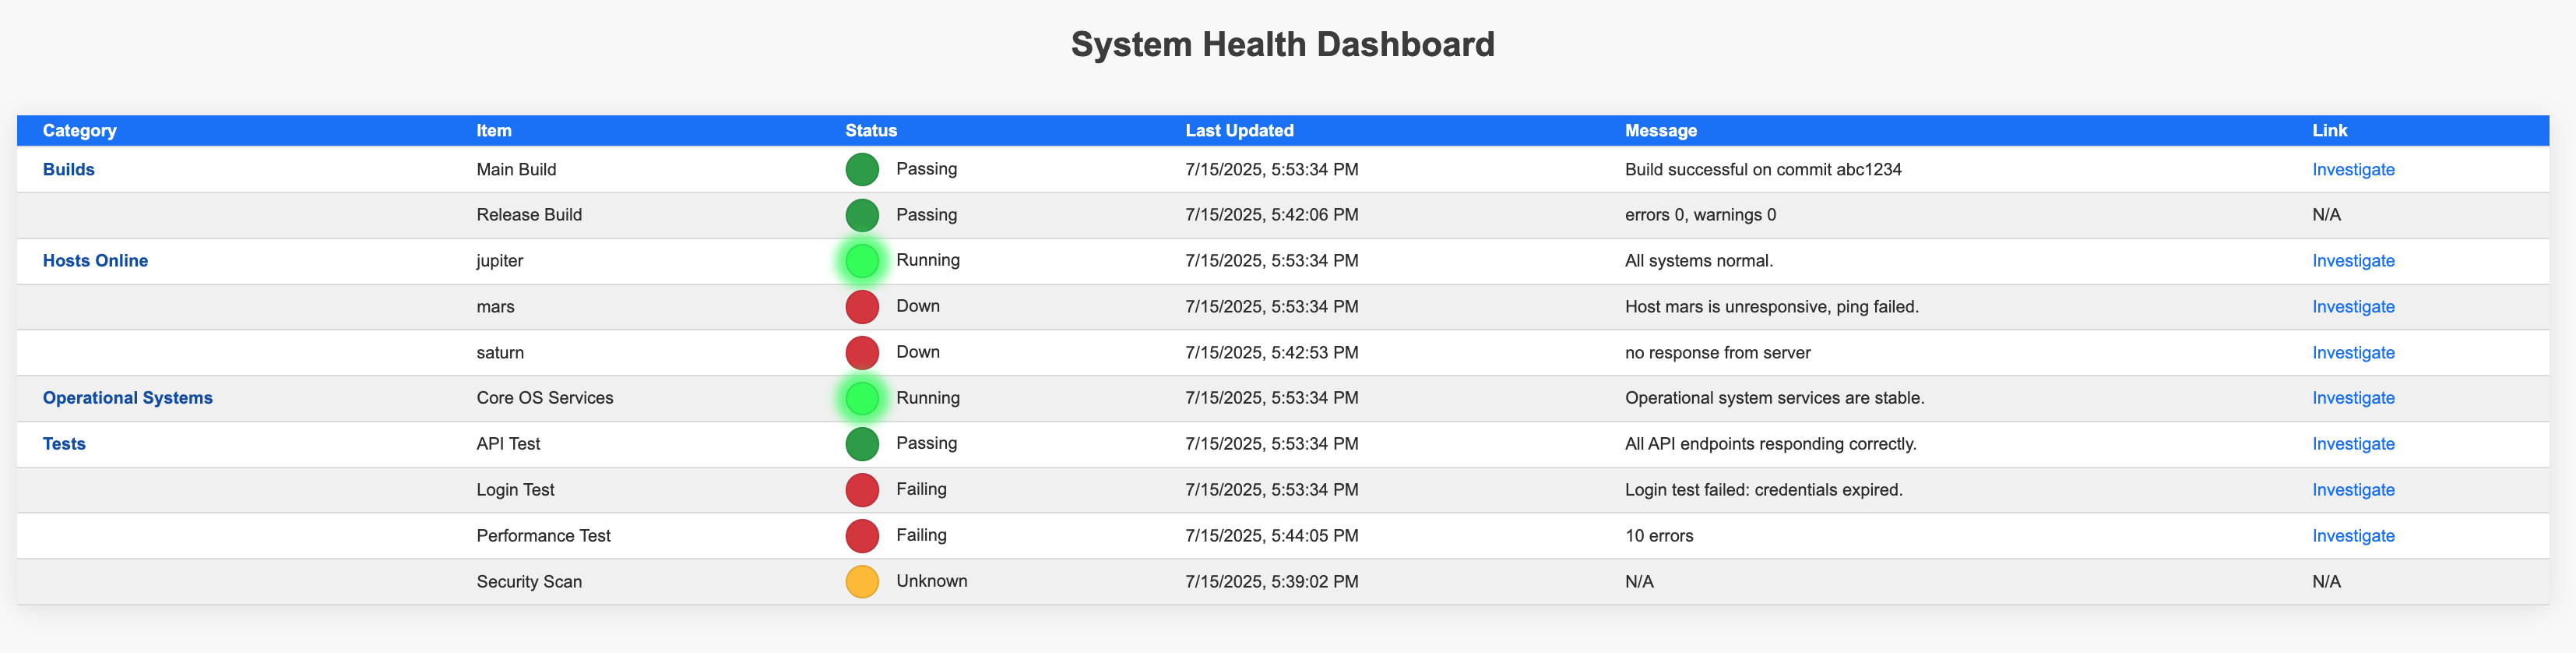 System Health Dashboard
Category Item Status Last Updated Message Link
Builds Main Build Passing 7/15/2025, 5:53:34 PM Build successful on commit abc1234 Investigate
Release Build Passing 7/15/2025, 5:42:06 PM errors 0, warnings 0 N/A
Hosts Online jupiter Running 7/15/2025, 5:53:34 PM All systems normal. Investigate
mars Down 7/15/2025, 5:53:34 PM Host mars is unresponsive, ping failed. Investigate
saturn Down 7/15/2025, 5:42:53 PM no response from server Investigate
Operational Systems Core OS Services Running 7/15/2025, 5:53:34 PM Operational system services are stable. Investigate
Tests API Test Passing 7/15/2025, 5:53:34 PM All API endpoints responding correctly. Investigate
Login Test Failing 7/15/2025, 5:53:34 PM Login test failed: credentials expired. Investigate
Performance Test Failing 7/15/2025, 5:44:05 PM 10 errors Investigate
Security Scan Unknown 7/15/2025, 5:39:02 PM N/A N/A